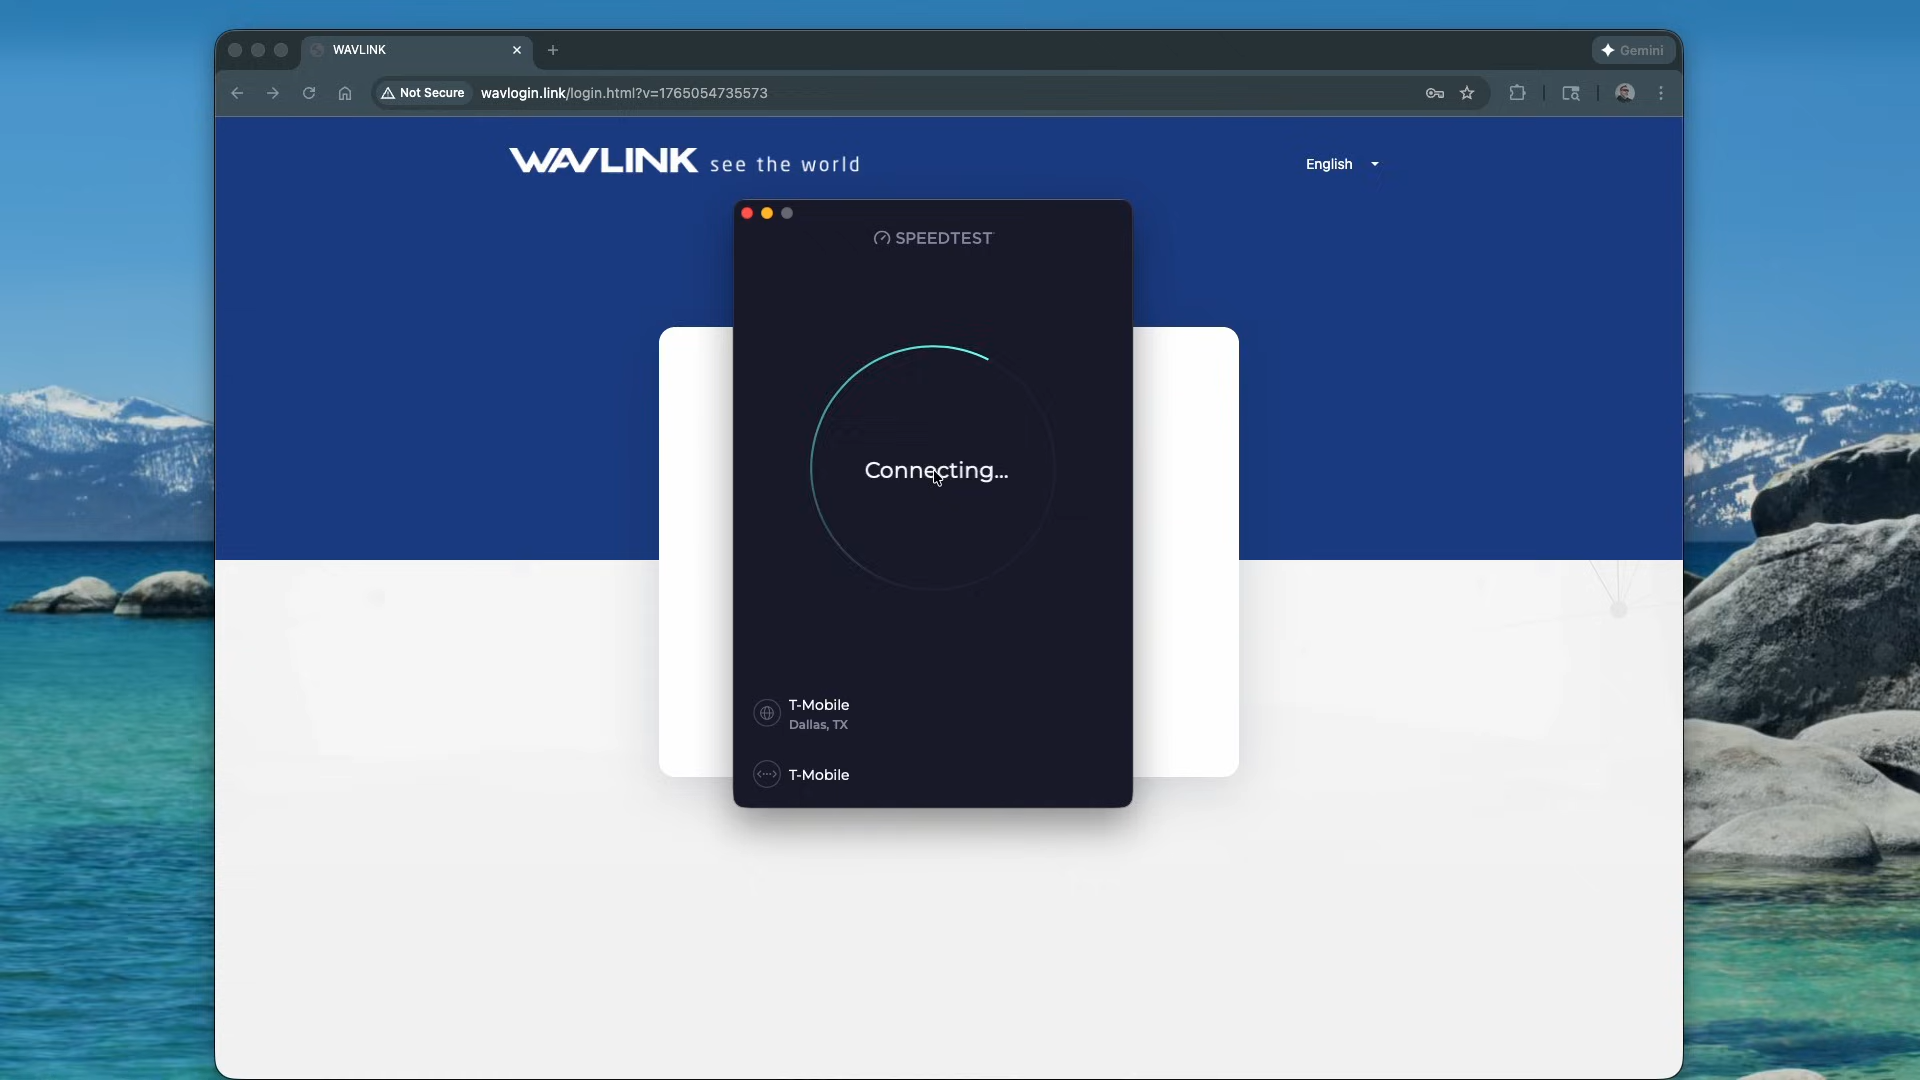 WAVLINK
Gemini
Not Secure
wavlogin.link/login.html?v=1765054735573
WAVLINK see the world
English
SPEEDTEST
Connecting...
T-Mobile
Dallas, TX
T-Mobile